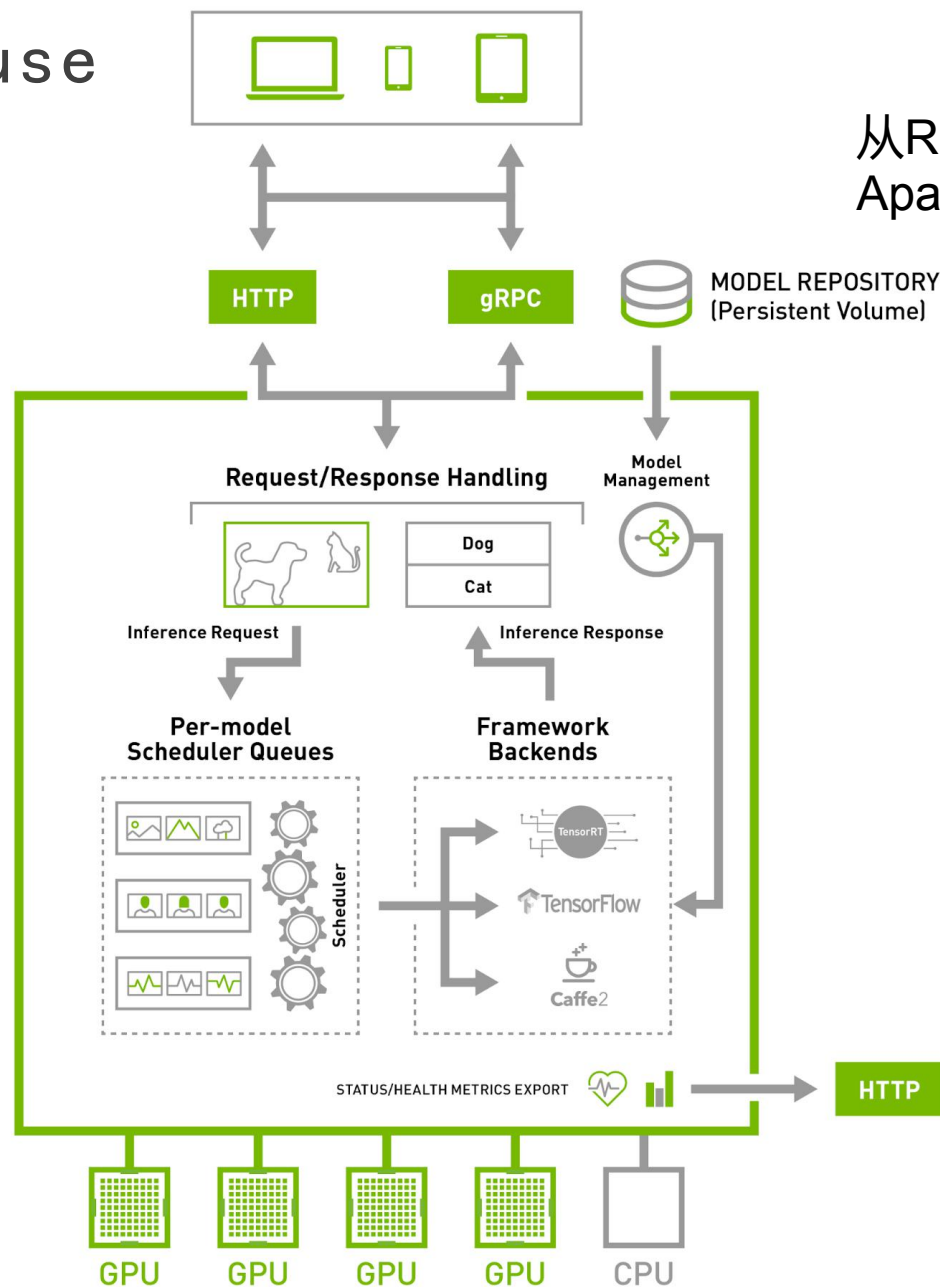 use
从R
Apa
HTTP
gRPC
MODEL REPOSITORY
(Persistent Volume)
Request/Response Handling
Model
Management
Dog
Cat
Inference Request
Inference Response
Per-model
Scheduler Queues
Framework
Backends
Scheduler
TensorRT
TensorFlow
Caffe2
STATUS/HEALTH METRICS EXPORT
HTTP
GPU
GPU
GPU
GPU
CPU